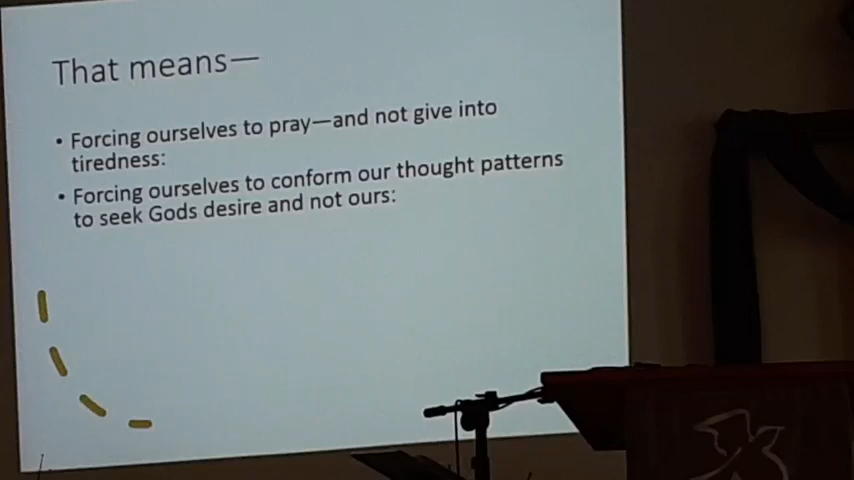 That means—
• Forcing ourselves to pray—and not give into
tiredness:
• Forcing ourselves to conform our thought patterns
to seek Gods desire and not ours: